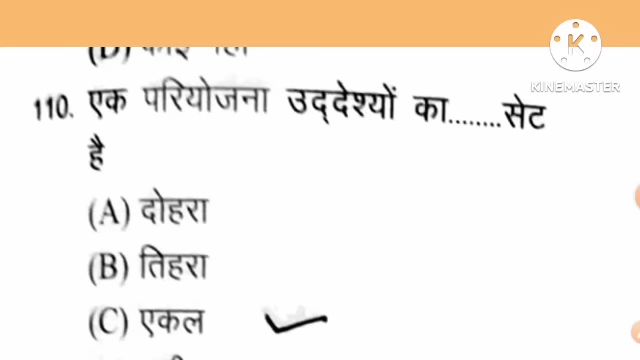 110. एक परियोजना उद्देश्यों का........सेट
है
(A) दोहरा
(B) तिहरा
(C) एकल
KINEMASTER